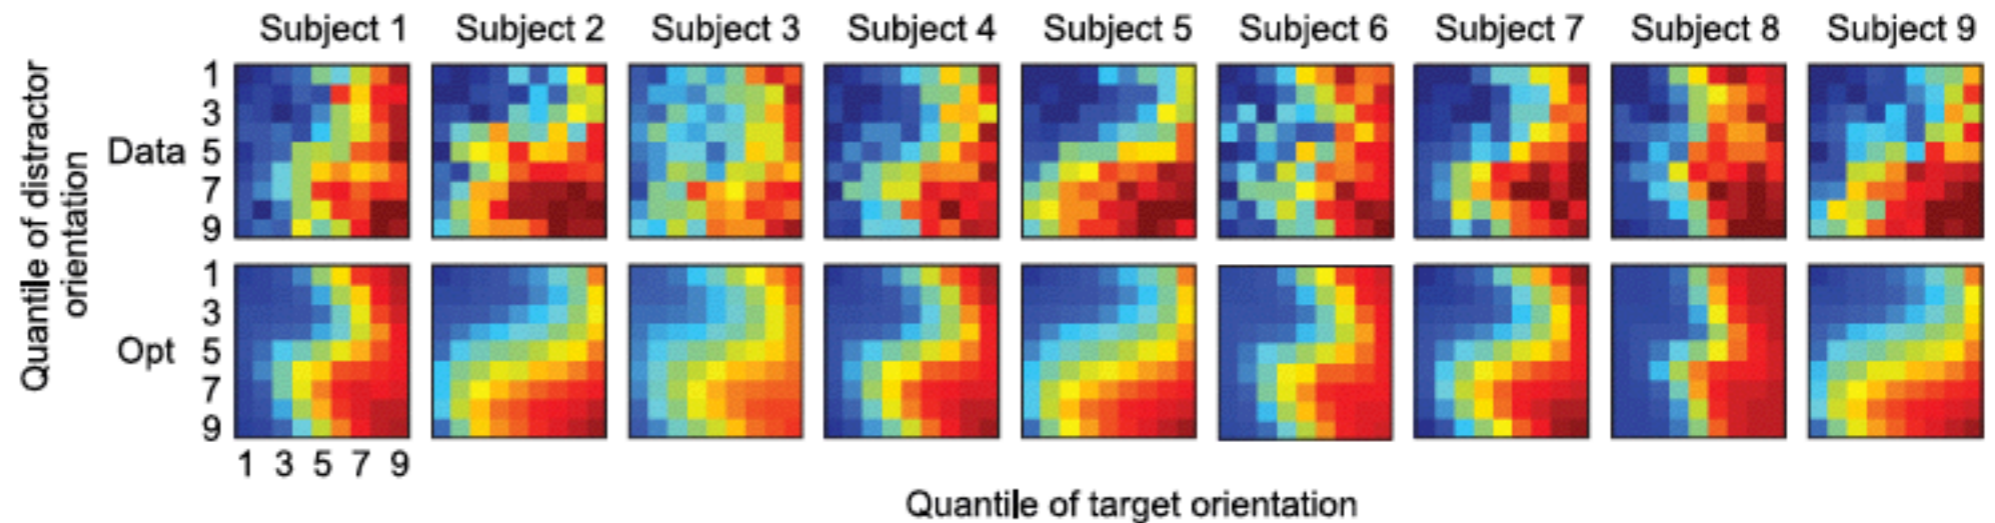 Subject 1 Subject 2 Subject 3 Subject 4 Subject 5 Subject 6 Subject 7 Subject 8 Subject 9
Quantile of distractor
orientation
Data
1
3
5
7
9
Opt
1
3
5
7
9
1 3 5 7 9
Quantile of target orientation